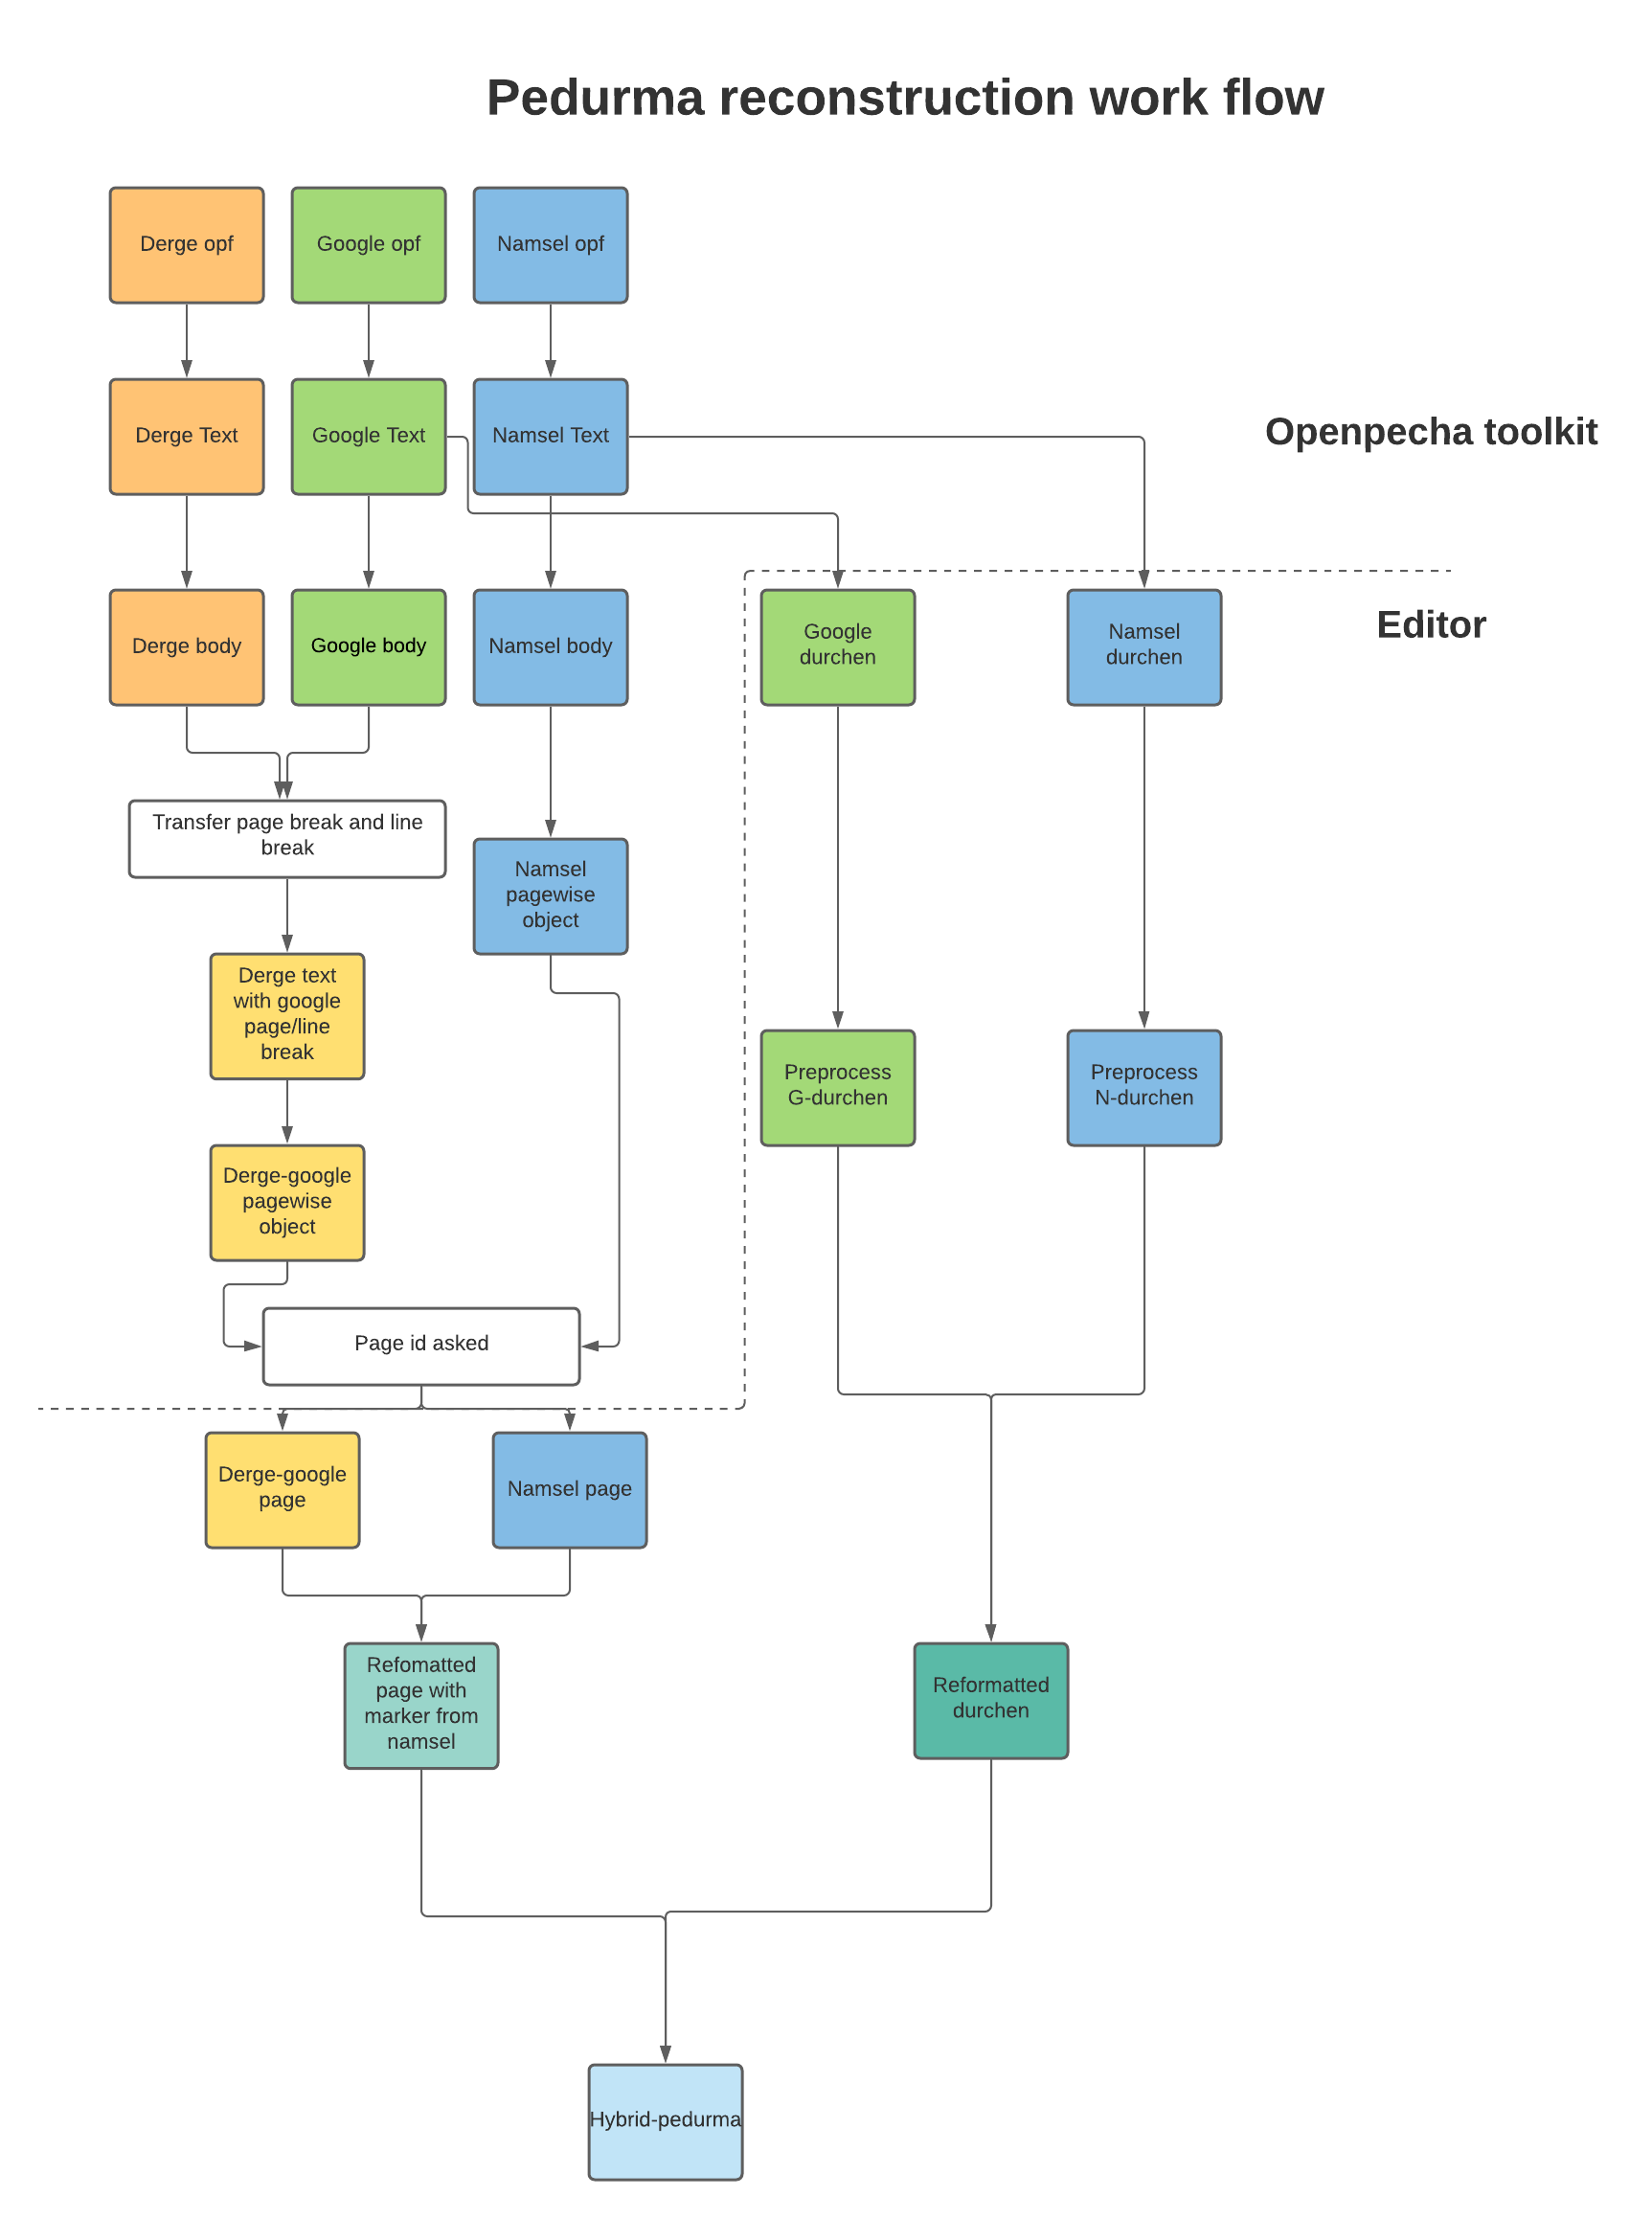 Pedurma reconstruction work flow
Derge opf
Google opf
Namsel opf
Derge Text
Google Text
Namsel Text
Openpecha toolkit
Editor
Derge body
Google body
Namsel body
Google
durchen
Namsel
durchen
Transfer page break and line
break
Namsel
pagewise
object
Derge text
with google
page/line
break
Preprocess
G-durchen
Preprocess
N-durchen
Derge-google
pagewise
object
Page id asked
Derge-google
page
Namsel page
Refomatted
page with
marker from
namsel
Reformatted
durchen
Hybrid-pedurma